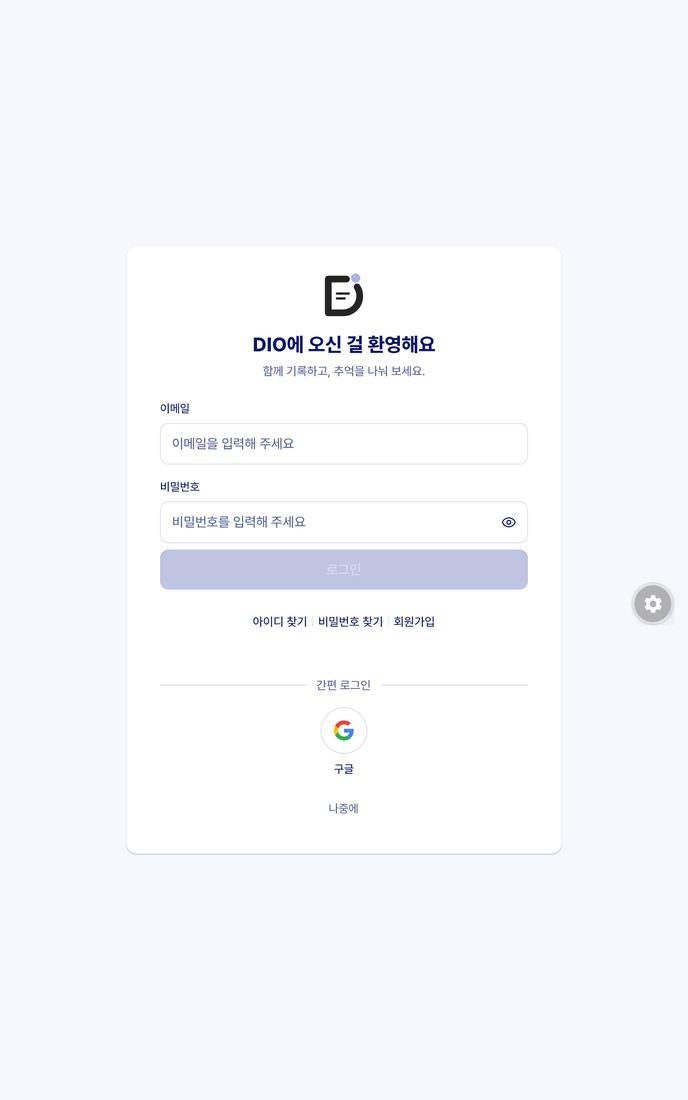 DIO에 오신 걸 환영해요
함께 기록하고, 추억을 나눠 보세요.
이메일
이메일을 입력해 주세요
비밀번호
비밀번호를 입력해 주세요
로그인
아이디 찾기 | 비밀번호 찾기 | 회원가입
간편 로그인
구글
나중에